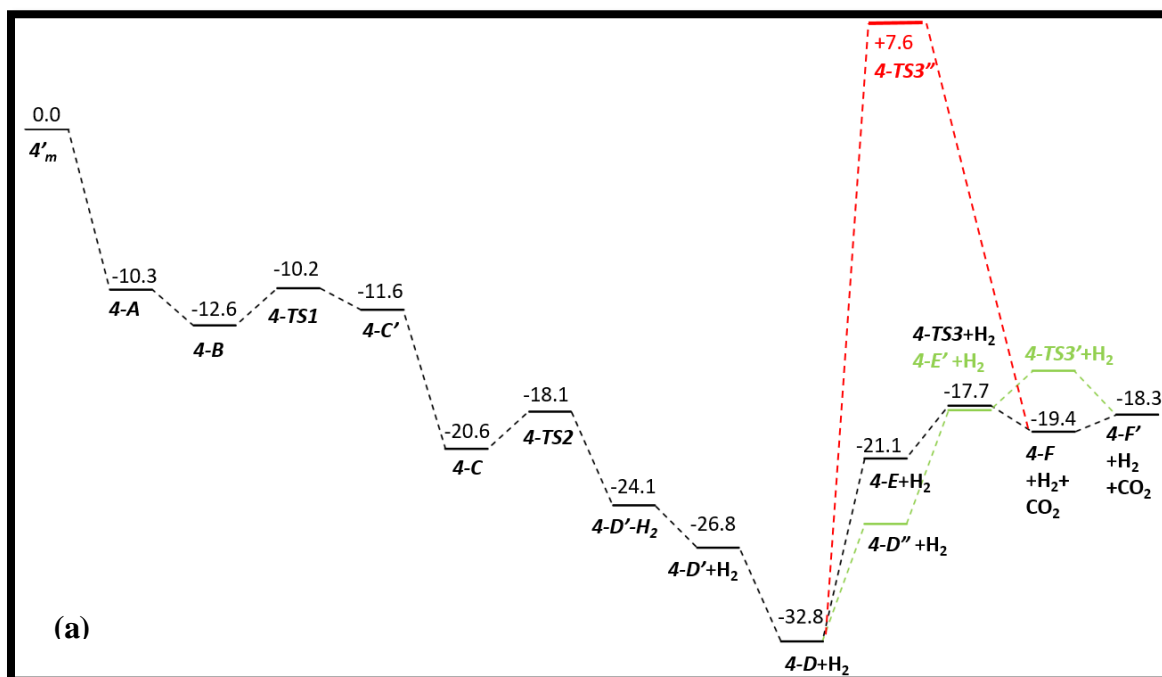 +7.6
4-TS3″
0.0
4'm
-10.3
4-A
-12.6
4-B
-10.2
4-TS1
-11.6
4-C'
-20.6
4-C
-18.1
4-TS2
-24.1
4-D'-H₂
-26.8
4-D'+H₂
-32.8
4-D+H₂
-21.1
4-E+H₂
4-D″ +H₂
4-TS3+H₂
4-E' +H₂
-17.7
4-TS3'+H₂
-19.4
4-F
+H₂+
CO₂
-18.3
4-F'
+H₂
+CO₂
(a)